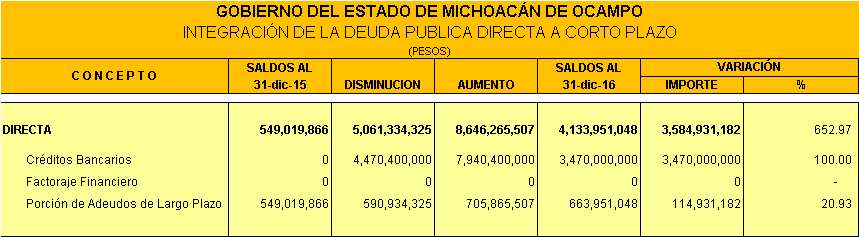 GOBIERNO DEL ESTADO DE MICHOACÁN DE OCAMPO
INTEGRACIÓN DE LA DEUDA PUBLICA DIRECTA A CORTO PLAZO
(PESOS)
CONCEPTO SALDOS AL 31-dic-15 DISMINUCION AUMENTO SALDOS AL 31-dic-16 VARIACIÓN IMPORTE %
DIRECTA 549,019,866 5,061,334,325 8,646,265,507 4,133,951,048 3,584,931,182 652.97
Créditos Bancarios 0 4,470,400,000 7,940,400,000 3,470,000,000 3,470,000,000 100.00
Factoraje Financiero 0 0 0 0 0 -
Porción de Adeudos de Largo Plazo 549,019,866 590,934,325 705,865,507 663,951,048 114,931,182 20.93